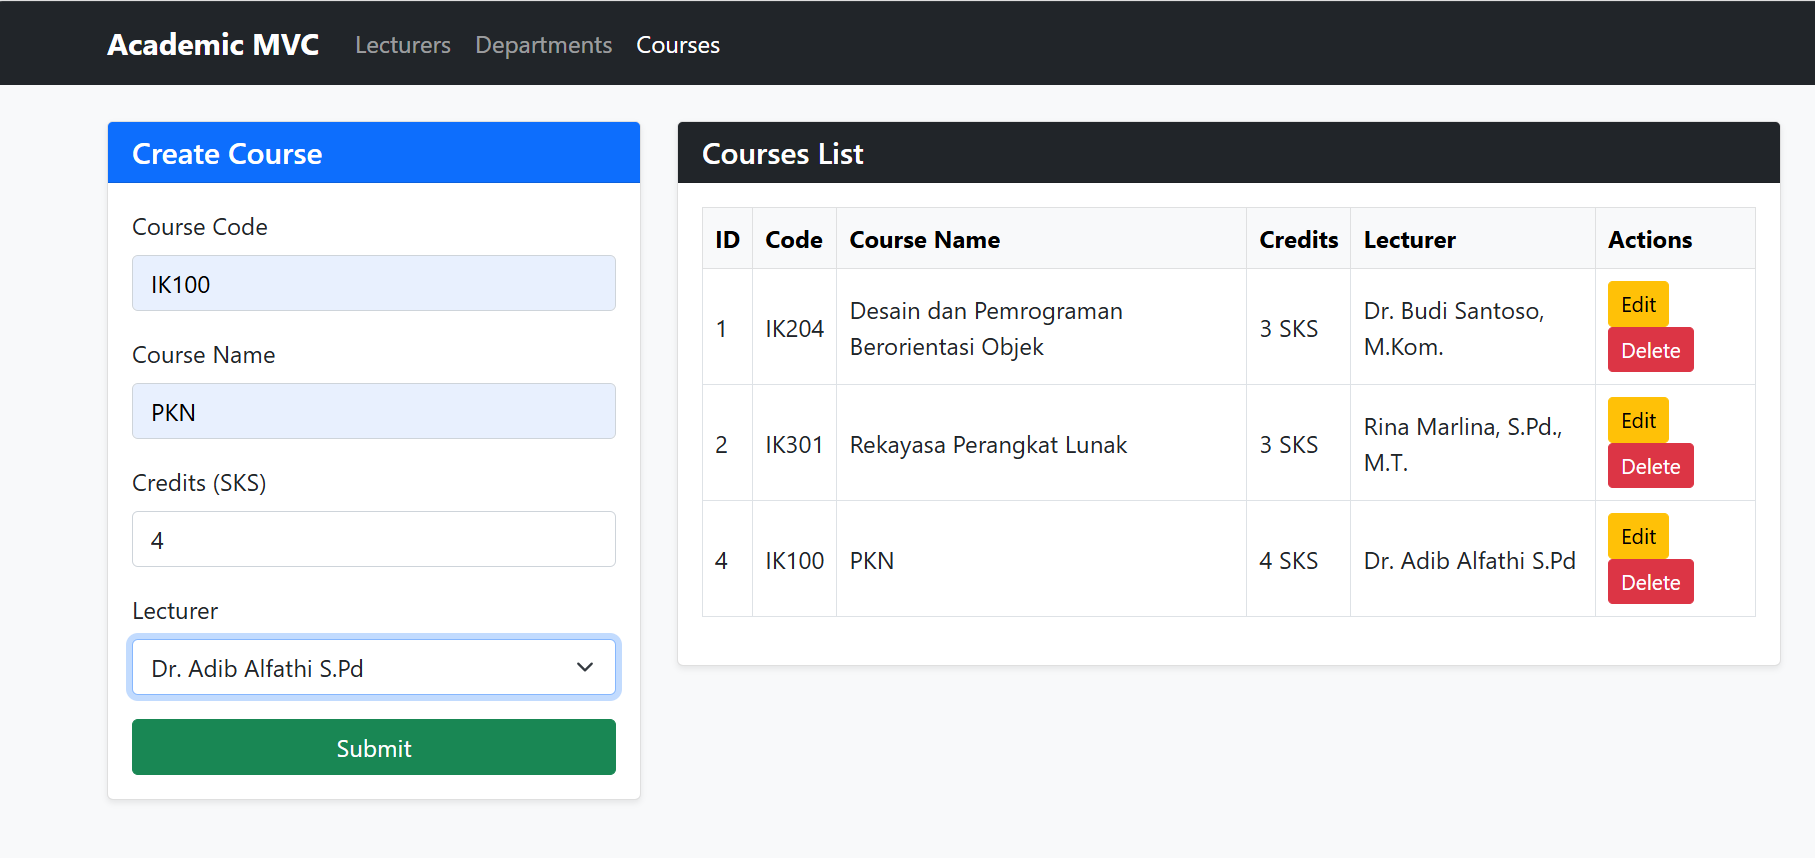 Academic MVC Lecturers Departments Courses
Create Course
Course Code
IK100
Course Name
PKN
Credits (SKS)
4
Lecturer
Dr. Adib Alfathi S.Pd
Submit
Courses List
ID Code Course Name Credits Lecturer Actions
1 IK204 Desain dan Pemrograman Berorientasi Objek 3 SKS Dr. Budi Santoso, M.Kom. Edit Delete
2 IK301 Rekayasa Perangkat Lunak 3 SKS Rina Marlina, S.Pd., M.T. Edit Delete
4 IK100 PKN 4 SKS Dr. Adib Alfathi S.Pd Edit Delete